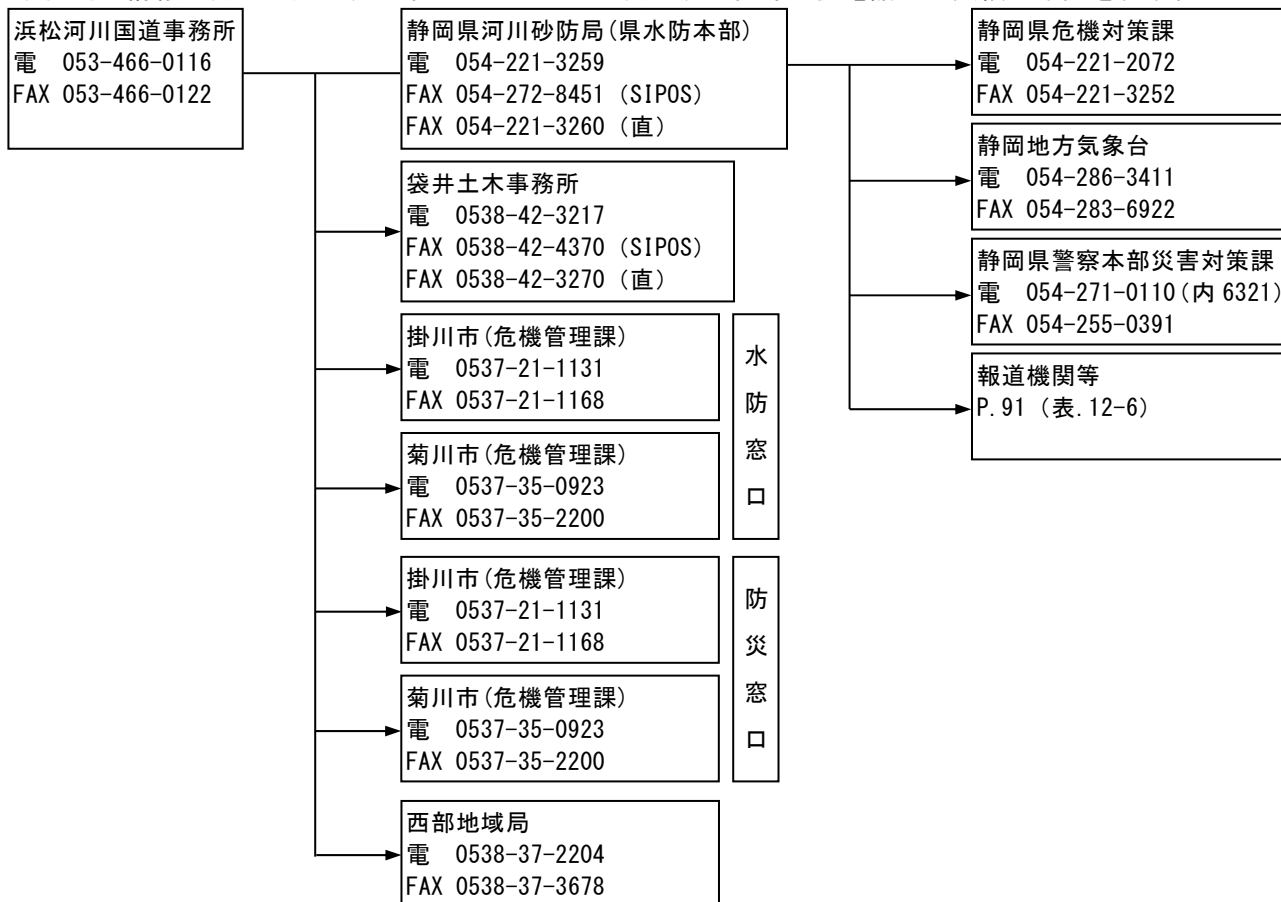 浜松河川国道事務所
電 053-466-0116
FAX 053-466-0122
静岡県河川砂防局(県水防本部)
電 054-221-3259
FAX 054-272-8451 (SIPOS)
FAX 054-221-3260 (直)
袋井土木事務所
電 0538-42-3217
FAX 0538-42-4370 (SIPOS)
FAX 0538-42-3270 (直)
掛川市(危機管理課)
電 0537-21-1131
FAX 0537-21-1168
菊川市(危機管理課)
電 0537-35-0923
FAX 0537-35-2200
水防窓口
掛川市(危機管理課)
電 0537-21-1131
FAX 0537-21-1168
菊川市(危機管理課)
電 0537-35-0923
FAX 0537-35-2200
防災窓口
西部地域局
電 0538-37-2204
FAX 0538-37-3678
静岡県危機対策課
電 054-221-2072
FAX 054-221-3252
静岡地方気象台
電 054-286-3411
FAX 054-283-6922
静岡県警察本部災害対策課
電 054-271-0110(内 6321)
FAX 054-255-0391
報道機関等
P.91 (表.12-6)